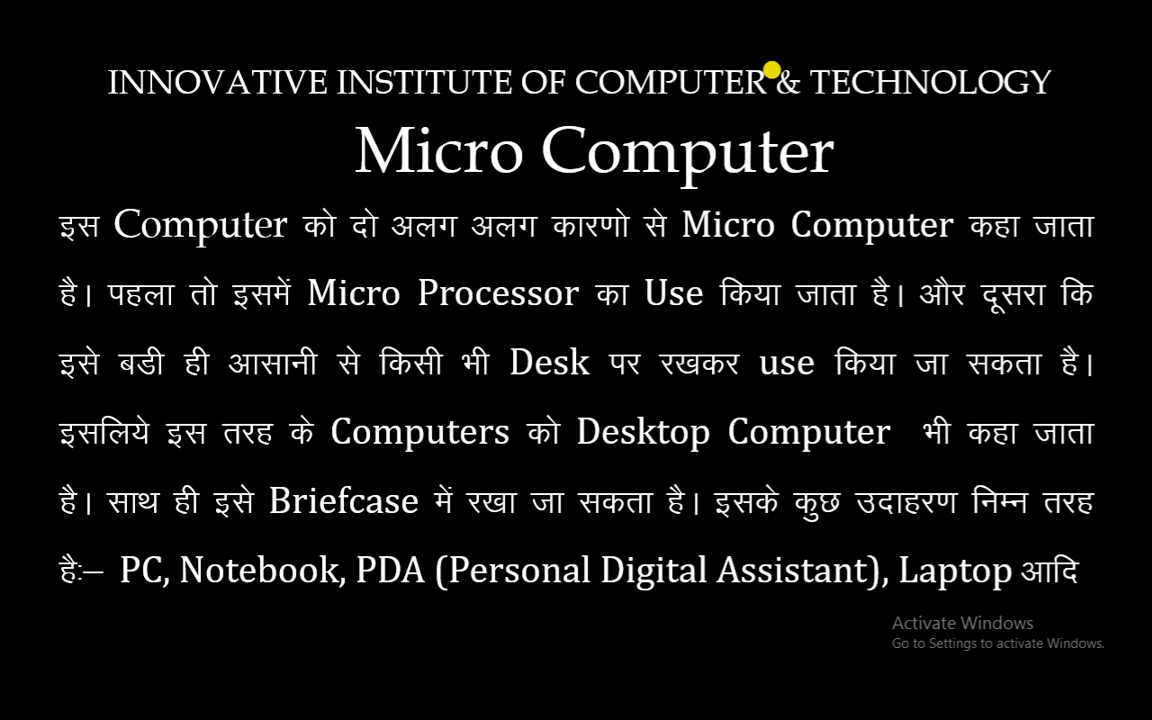 INNOVATIVE INSTITUTE OF COMPUTER & TECHNOLOGY
Micro Computer
इस Computer को दो अलग अलग कारणो से Micro Computer कहा जाता
है। पहला तो इसमें Micro Processor का Use किया जाता है। और दूसरा कि
इसे बडी ही आसानी से किसी भी Desk पर रखकर use किया जा सकता है।
इसलिये इस तरह के Computers को Desktop Computer भी कहा जाता
है। साथ ही इसे Briefcase में रखा जा सकता है। इसके कुछ उदाहरण निम्न तरह
हैः– PC, Notebook, PDA (Personal Digital Assistant), Laptop आदि
Activate Windows
Go to Settings to activate Windows.